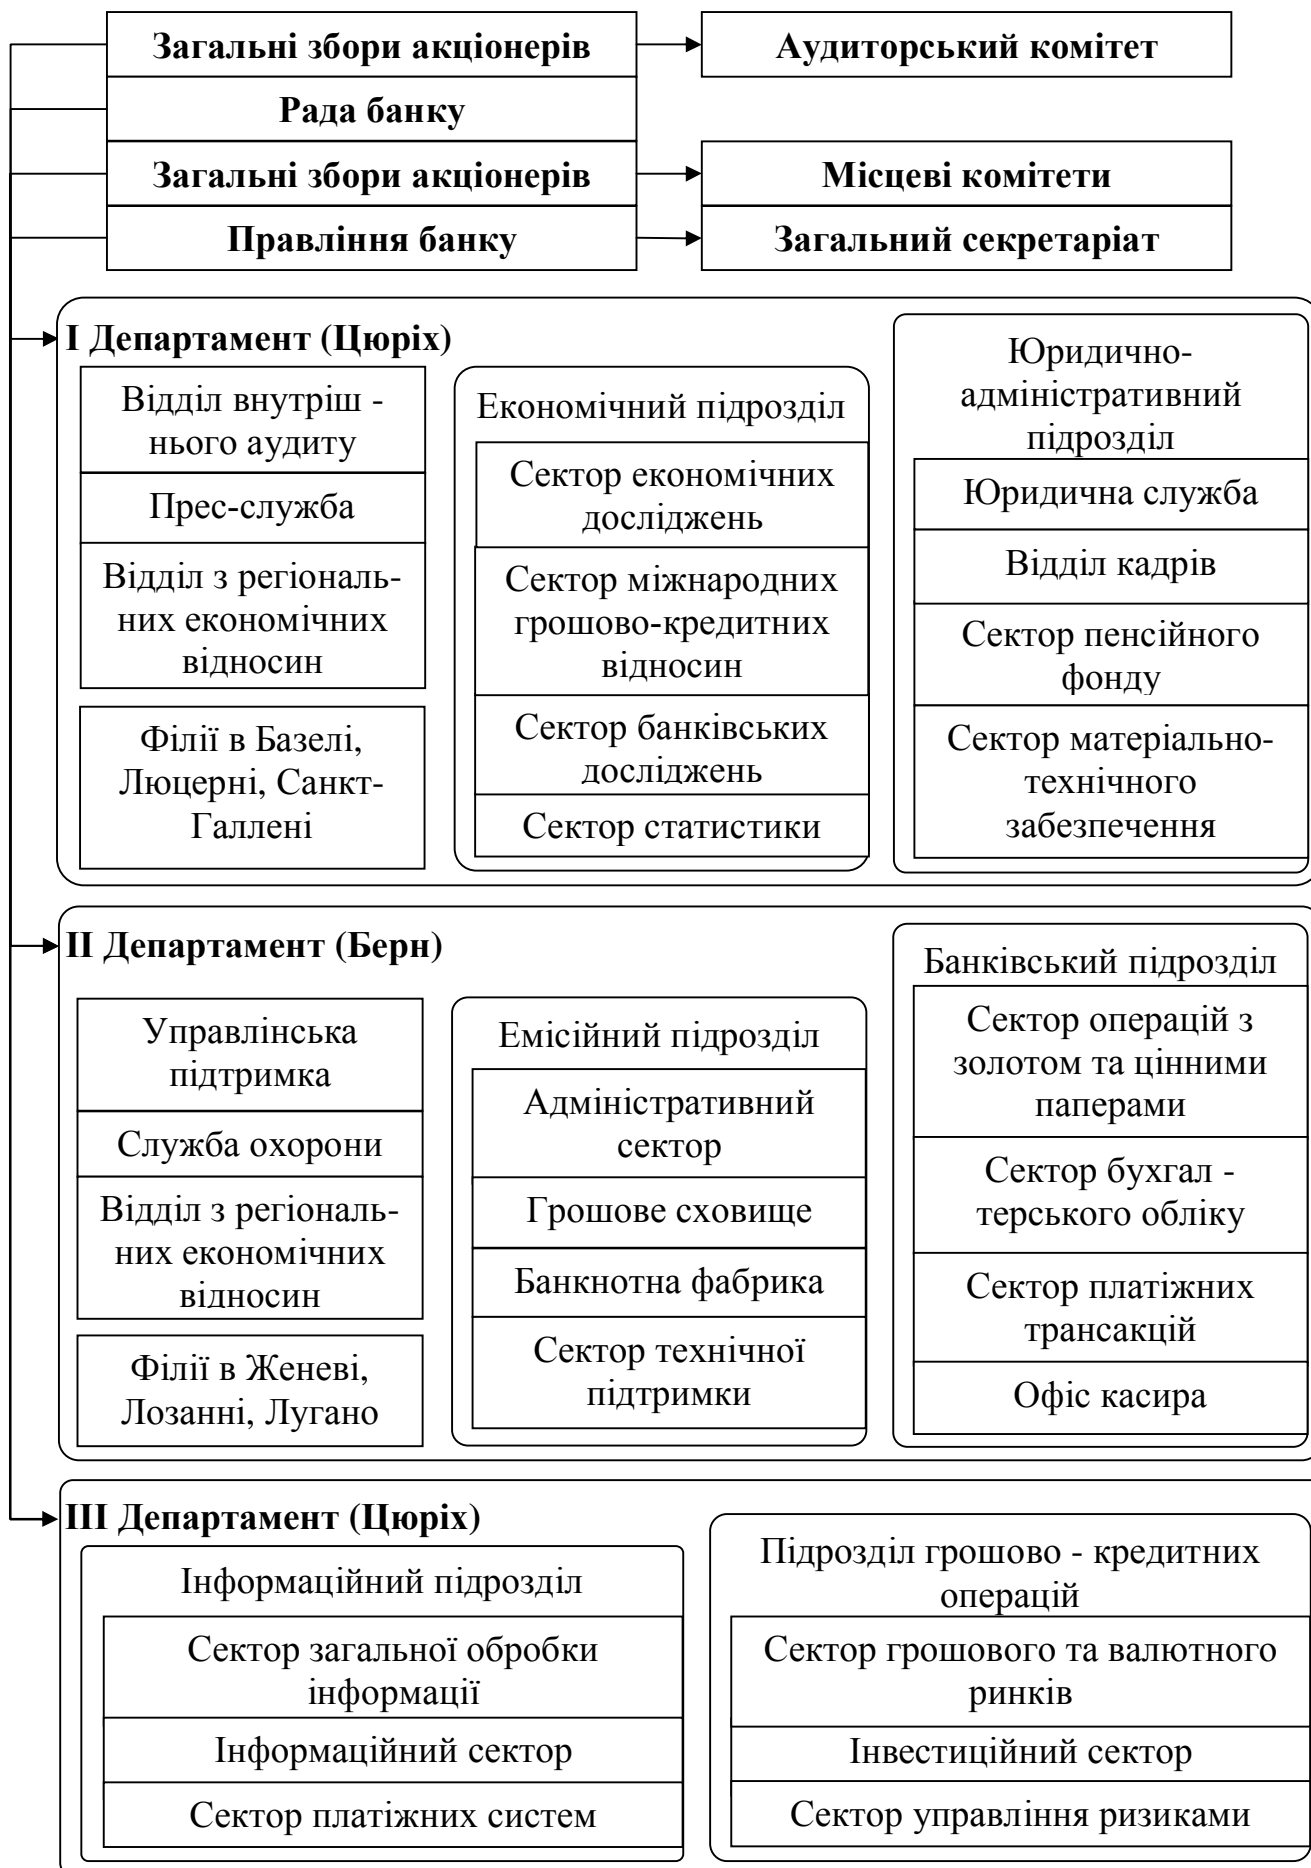 Загальні збори акціонерів
Аудиторський комітет
Рада банку
Загальні збори акціонерів
Місцеві комітети
Правління банку
Загальний секретаріат
I Департамент (Цюріх)
Відділ внутріш -
нього аудиту
Прес-служба
Відділ з регіональ-
них економічних
відносин
Філії в Базелі,
Люцерні, Санкт-
Галлені
Економічний підрозділ
Сектор економічних
досліджень
Сектор міжнародних
грошово-кредитних
відносин
Сектор банківських
досліджень
Сектор статистики
Юридично-
адміністративний
підрозділ
Юридична служба
Відділ кадрів
Сектор пенсійного
фонду
Сектор матеріально-
технічного
забезпечення
II Департамент (Берн)
Управлінська
підтримка
Служба охорони
Відділ з регіональ-
них економічних
відносин
Філії в Женеві,
Лозанні, Лугано
Емісійний підрозділ
Адміністративний
сектор
Грошове сховище
Банкнотна фабрика
Сектор технічної
підтримки
Банківський підрозділ
Сектор операцій з
золотом та цінними
паперами
Сектор бухгал -
терського обліку
Сектор платіжних
трансакцій
Офіс касира
III Департамент (Цюріх)
Інформаційний підрозділ
Сектор загальної обробки
інформації
Інформаційний сектор
Сектор платіжних систем
Підрозділ грошово - кредитних
операцій
Сектор грошового та валютного
ринків
Інвестиційний сектор
Сектор управління ризиками